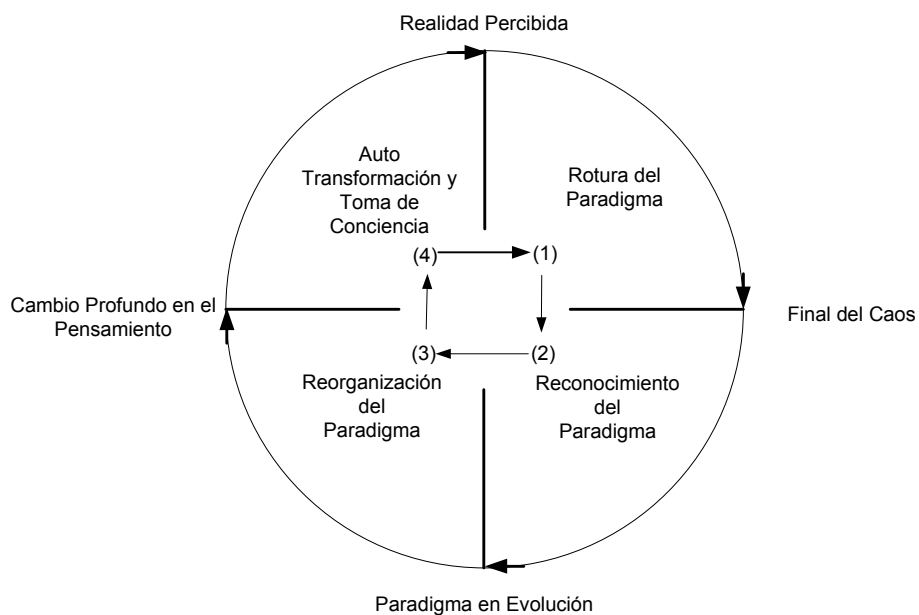 Realidad Percibida
Auto
Transformación y
Toma de
Conciencia
Rotura del
Paradigma
(4)
(1)
Cambio Profundo en el
Pensamiento
Final del Caos
(3)
(2)
Reorganización
del
Paradigma
Reconocimiento
del
Paradigma
Paradigma en Evolución